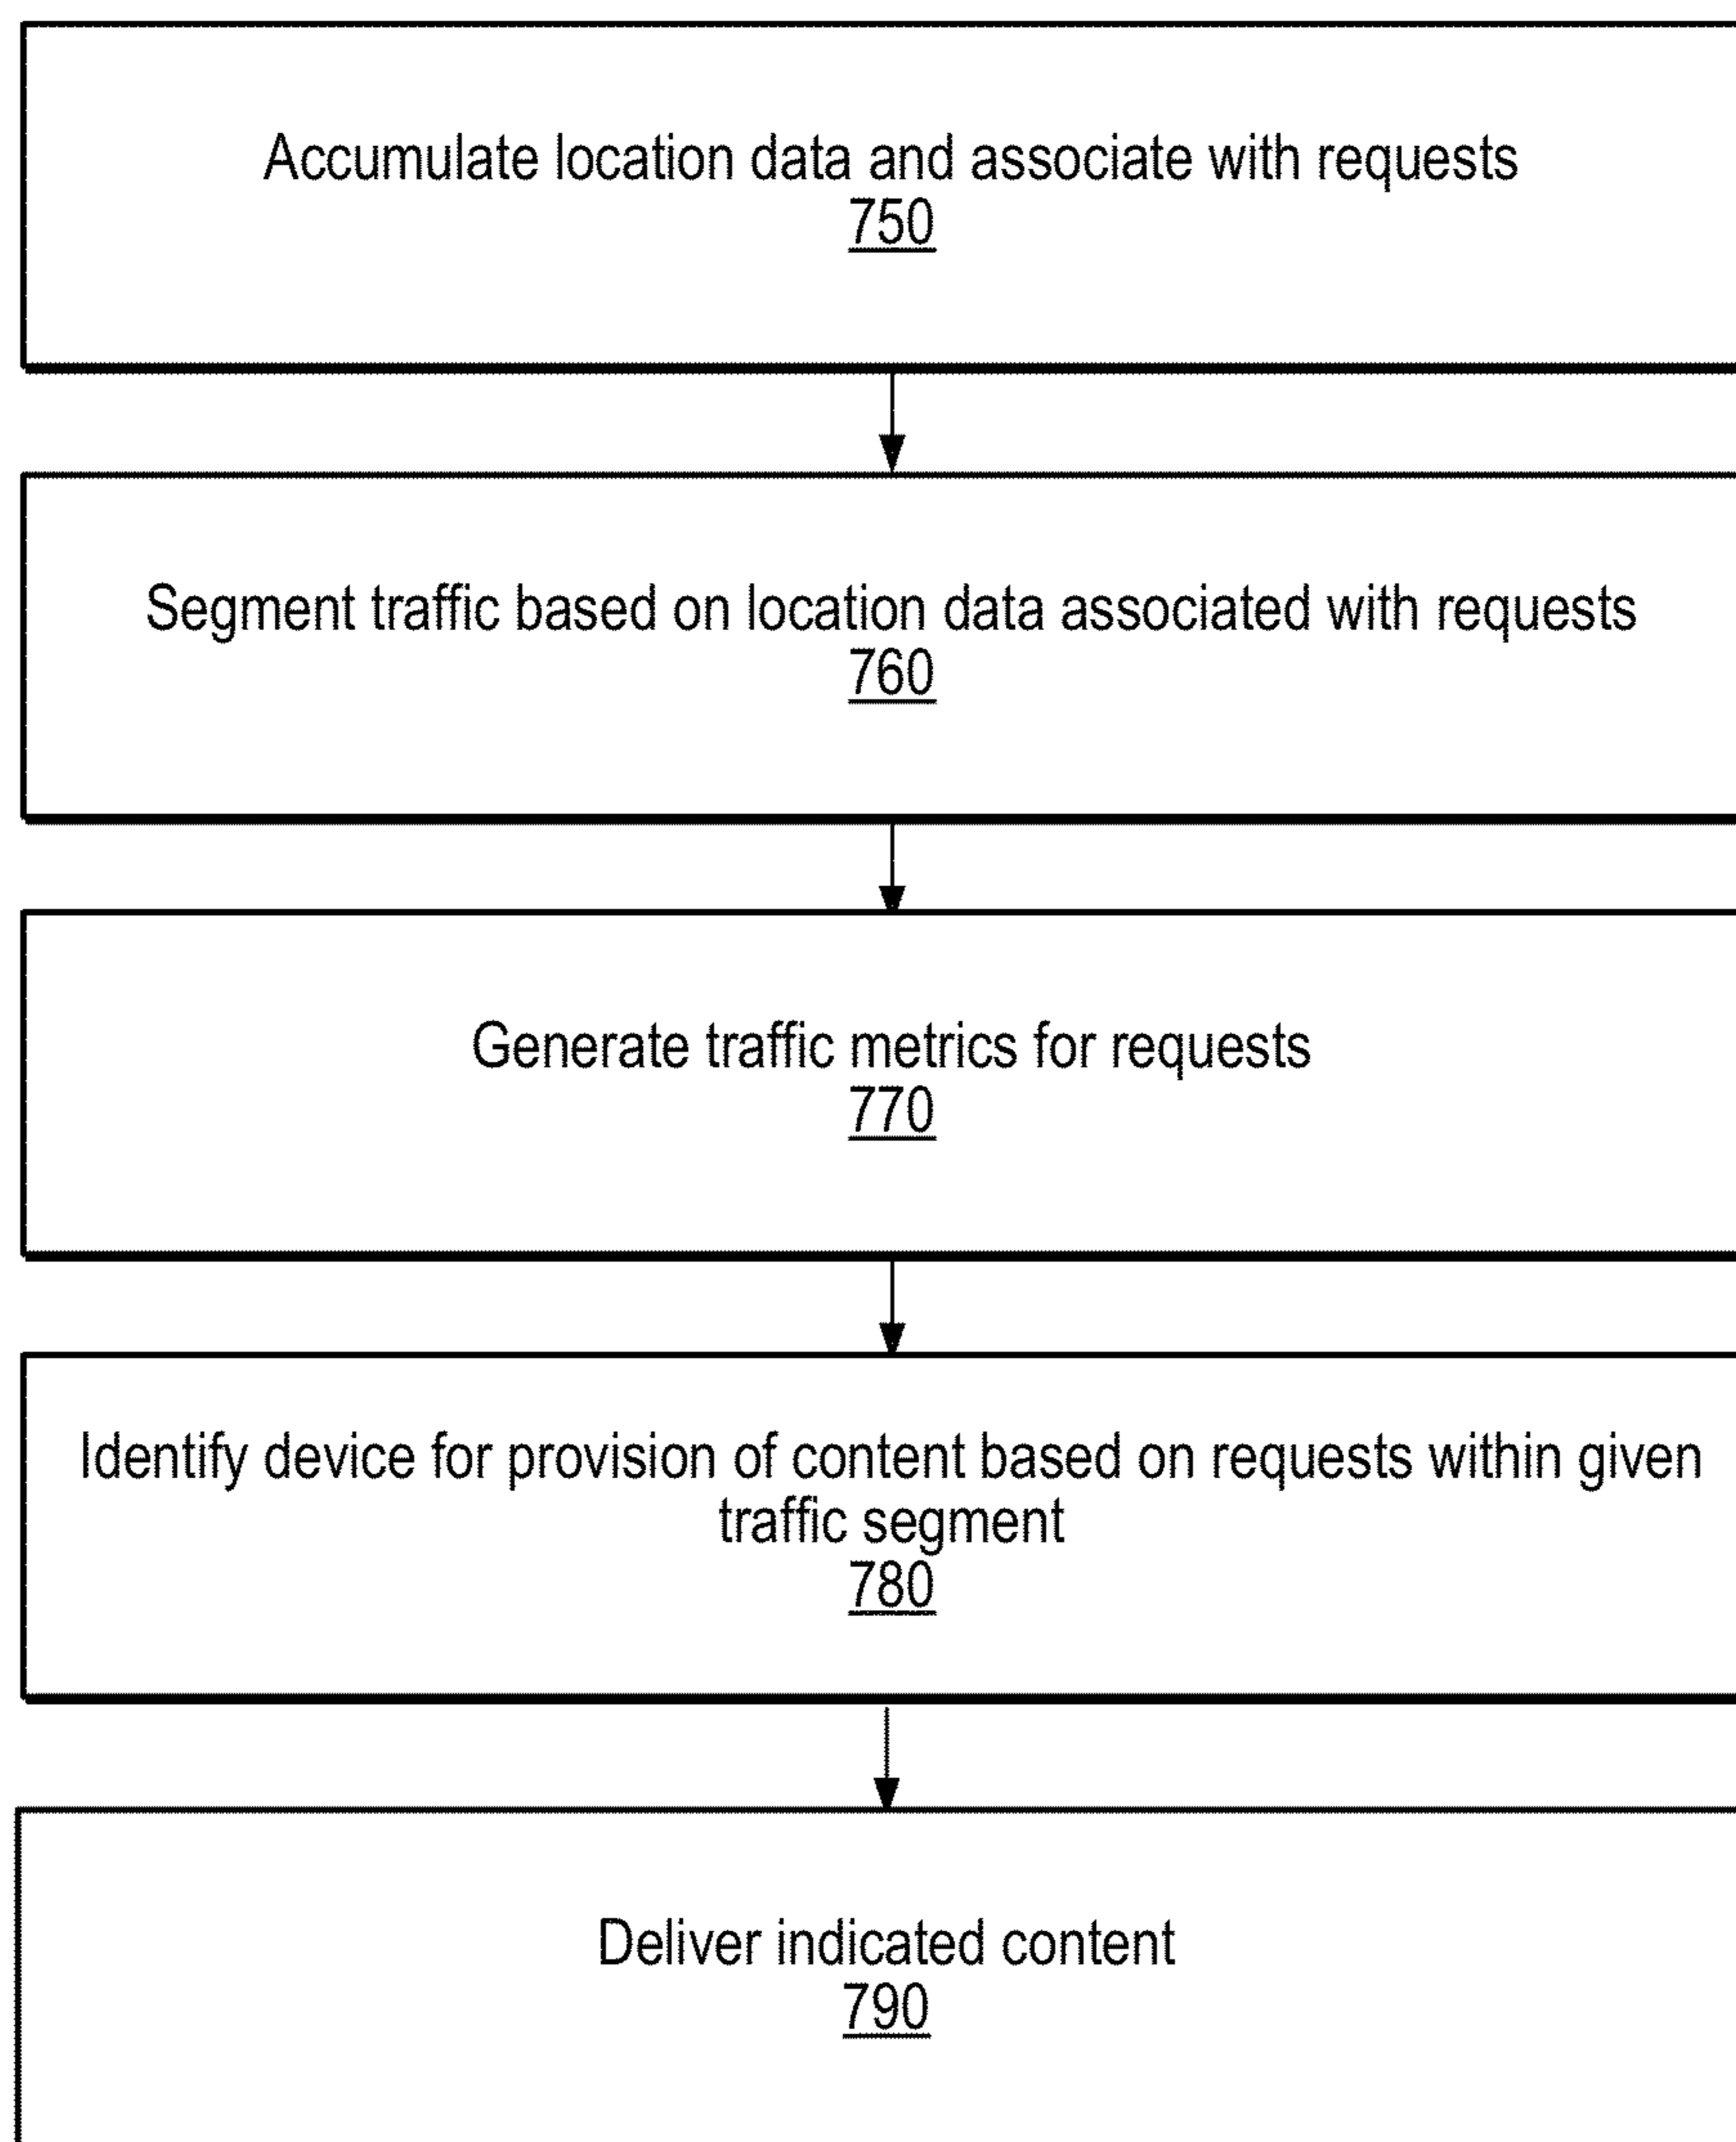 Accumulate location data and associate with requests
750
Segment traffic based on location data associated with requests
760
Generate traffic metrics for requests
770
Identify device for provision of content based on requests within given
traffic segment
780
Deliver indicated content
790